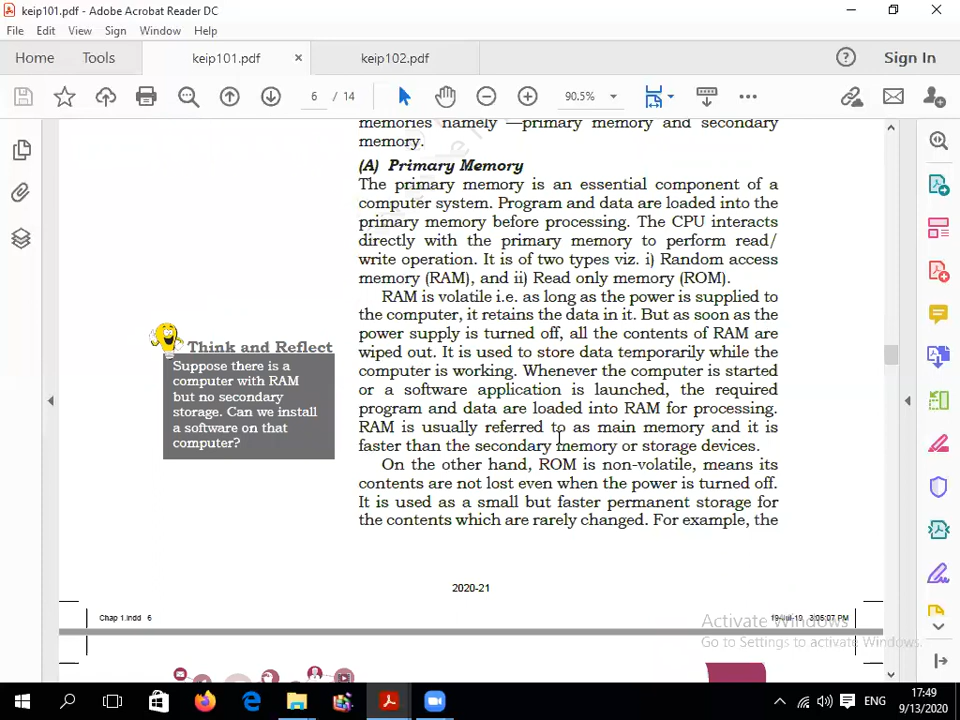 keip101.pdf - Adobe Acrobat Reader DC
File Edit View Sign Window Help
Home Tools keip101.pdf × keip102.pdf Sign In
6 / 14 90.5%
memories namely —primary memory and secondary
memory.
(A) Primary Memory
The primary memory is an essential component of a
computer system. Program and data are loaded into the
primary memory before processing. The CPU interacts
directly with the primary memory to perform read/
write operation. It is of two types viz. i) Random access
memory (RAM), and ii) Read only memory (ROM).
RAM is volatile i.e. as long as the power is supplied to
the computer, it retains the data in it. But as soon as the
power supply is turned off, all the contents of RAM are
wiped out. It is used to store data temporarily while the
computer is working. Whenever the computer is started
or a software application is launched, the required
program and data are loaded into RAM for processing.
RAM is usually referred to as main memory and it is
faster than the secondary memory or storage devices.
On the other hand, ROM is non-volatile, means its
contents are not lost even when the power is turned off.
It is used as a small but faster permanent storage for
the contents which are rarely changed. For example, the
Think and Reflect
Suppose there is a
computer with RAM
but no secondary
storage. Can we install
a software on that
computer?
2020-21
Chap 1.indd 6
19-Jul-19 3:05:07 PM
Activate Windows
Go to Settings to activate Windows.
ENG
17:49
9/13/2020